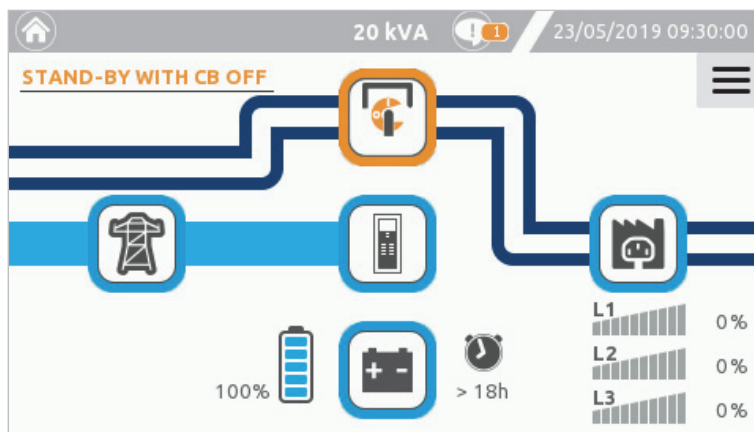 20 kVA
1
23/05/2019 09:30:00
STAND-BY WITH CB OFF
L1
0%
L2
0%
L3
0%
100%
> 18h